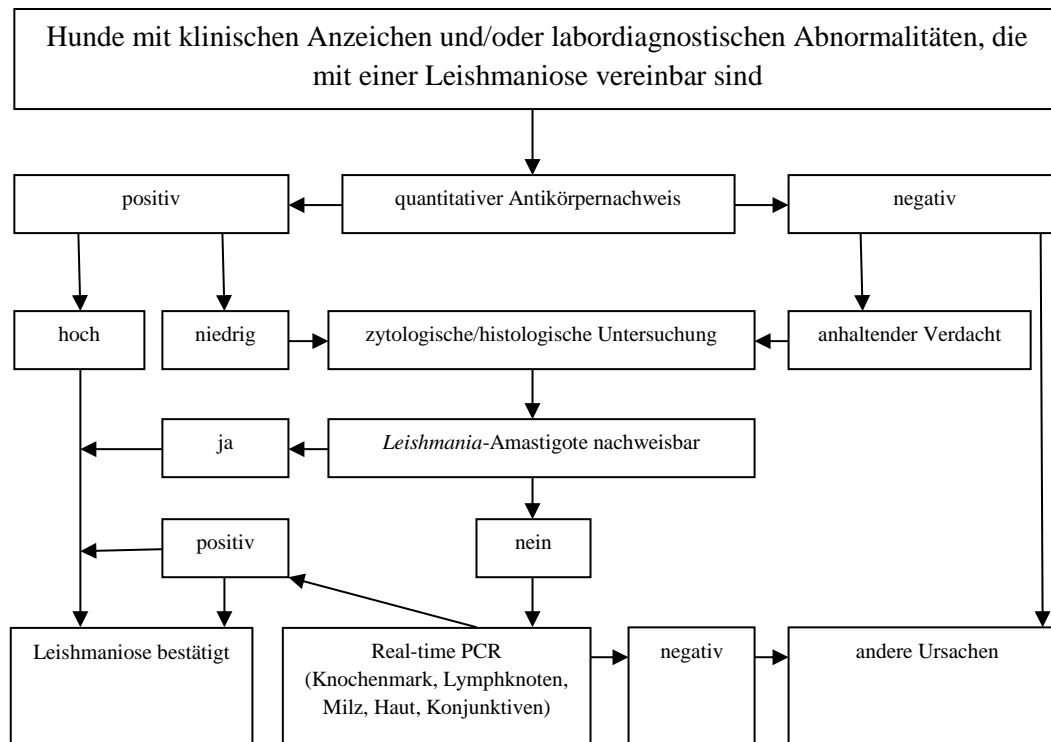 Hunde mit klinischen Anzeichen und/oder labordiagnostischen Abnormalitäten, die
mit einer Leishmaniose vereinbar sind
positiv
quantitativer Antikörpernachweis
negativ
hoch
niedrig
zytologische/histologische Untersuchung
anhaltender Verdacht
ja
Leishmania-Amastigote nachweisbar
positiv
nein
Leishmaniose bestätigt
Real-time PCR
(Knochenmark, Lymphknoten,
Milz, Haut, Konjunktiven)
negativ
andere Ursachen